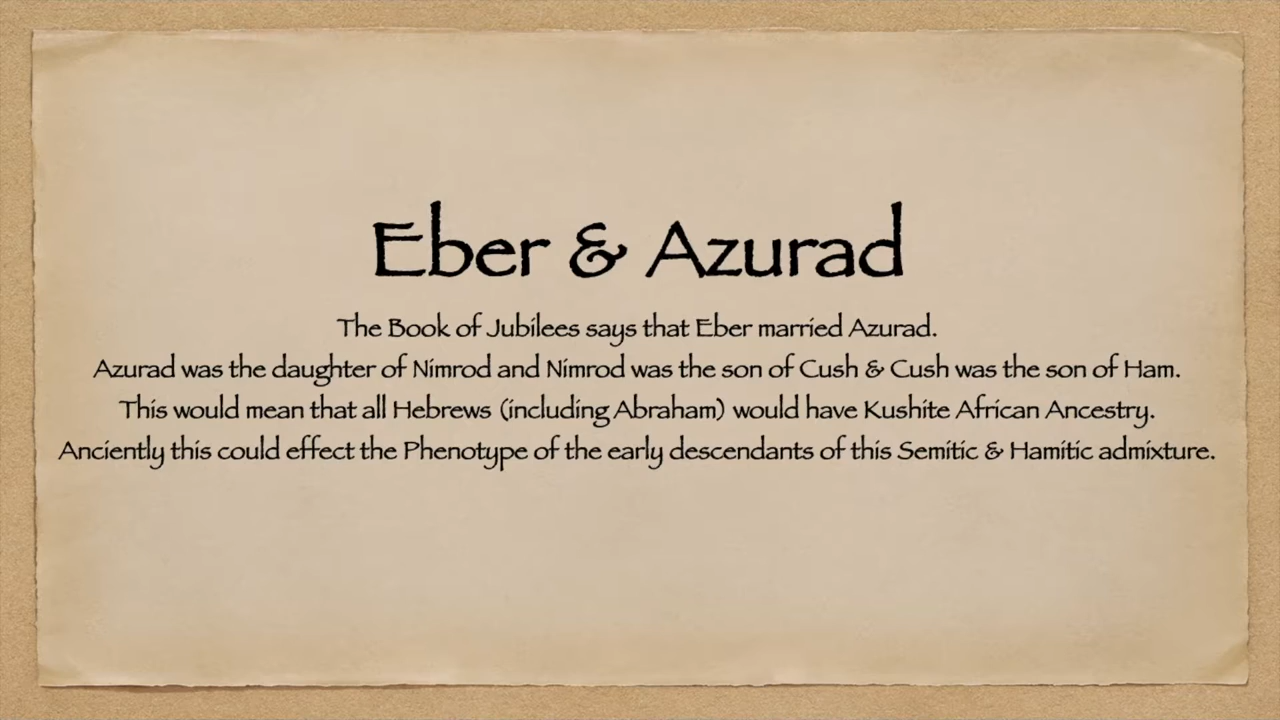 Eber & Azurad
The Book of Jubilees says that Eber married Azurad.
Azurad was the daughter of Nimrod and Nimrod was the son of Cush & Cush was the son of Ham.
This would mean that all Hebrews (including Abraham) would have Kushite African Ancestry.
Anciently this could effect the Phenotype of the early descendants of this Semitic & Hamitic admixture.